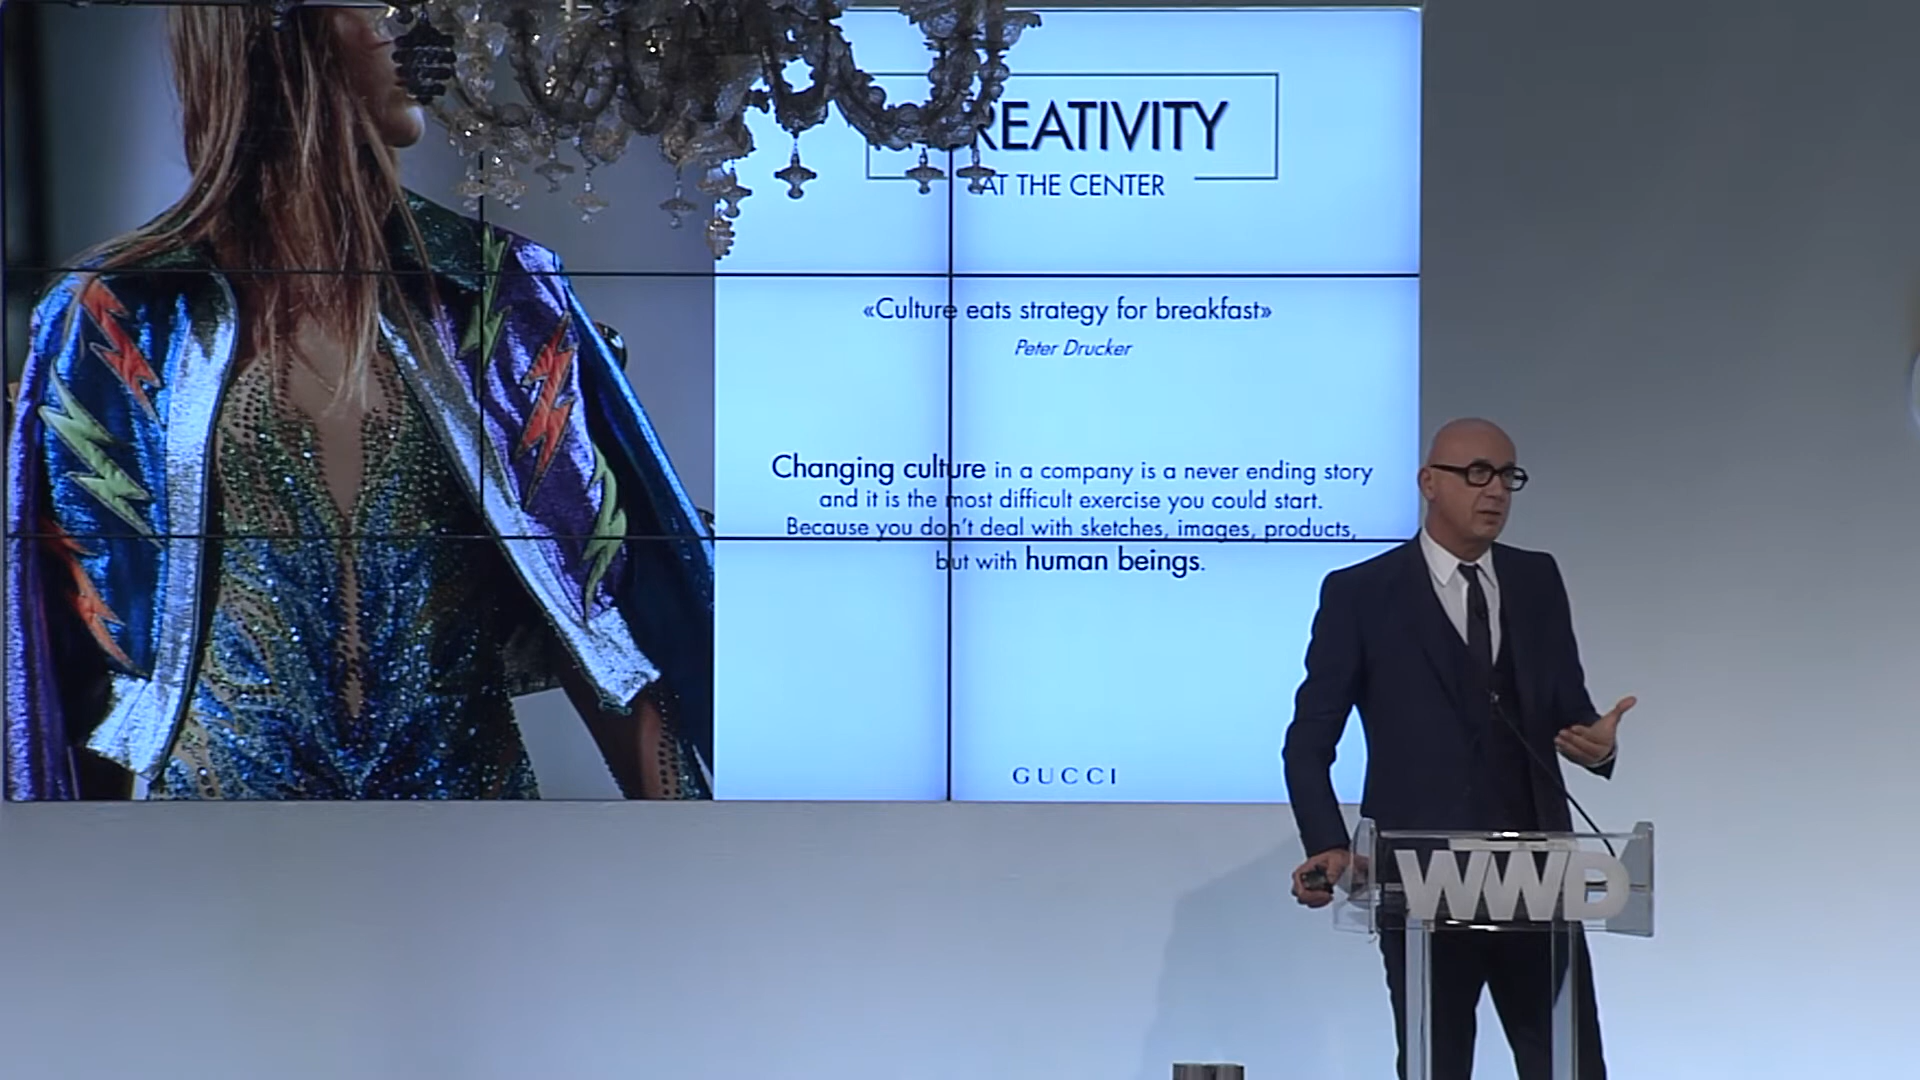 REATIVITY
AT THE CENTER
«Culture eats strategy for breakfast»
Peter Drucker
Changing culture in a company is a never ending story
and it is the most difficult exercise you could start.
Because you don't deal with sketches, images, products,
but with human beings.
GUCCI
WWD